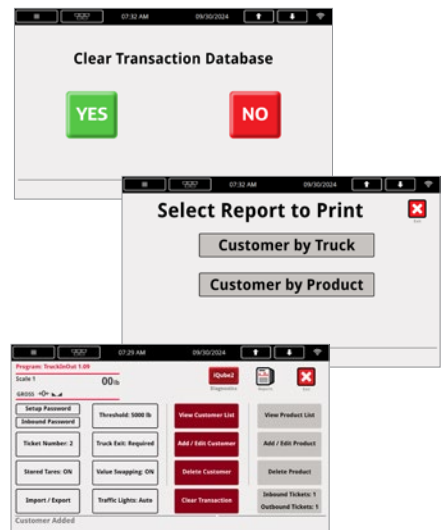 07:32 AM 09/30/2024
Clear Transaction Database
YES NO
07:32 AM 09/30/2024
Select Report to Print
Exit
Customer by Truck
Customer by Product
07:29 AM 09/30/2024
Program: TruckInOut 1.09
Scale 1 00 lb iQube2
Diagnostics Reports Exit
GROSS →0←
Setup Password
Inbound Password
Threshold: 5000 lb View Customer List View Product List
Ticket Number: 2 Truck Exit: Required Add / Edit Customer Add / Edit Product
Stored Tares: ON Value Swapping: ON Delete Customer Delete Product
Import / Export Traffic Lights: Auto Clear Transaction Inbound Tickets: 1
Outbound Tickets: 1
Customer Added